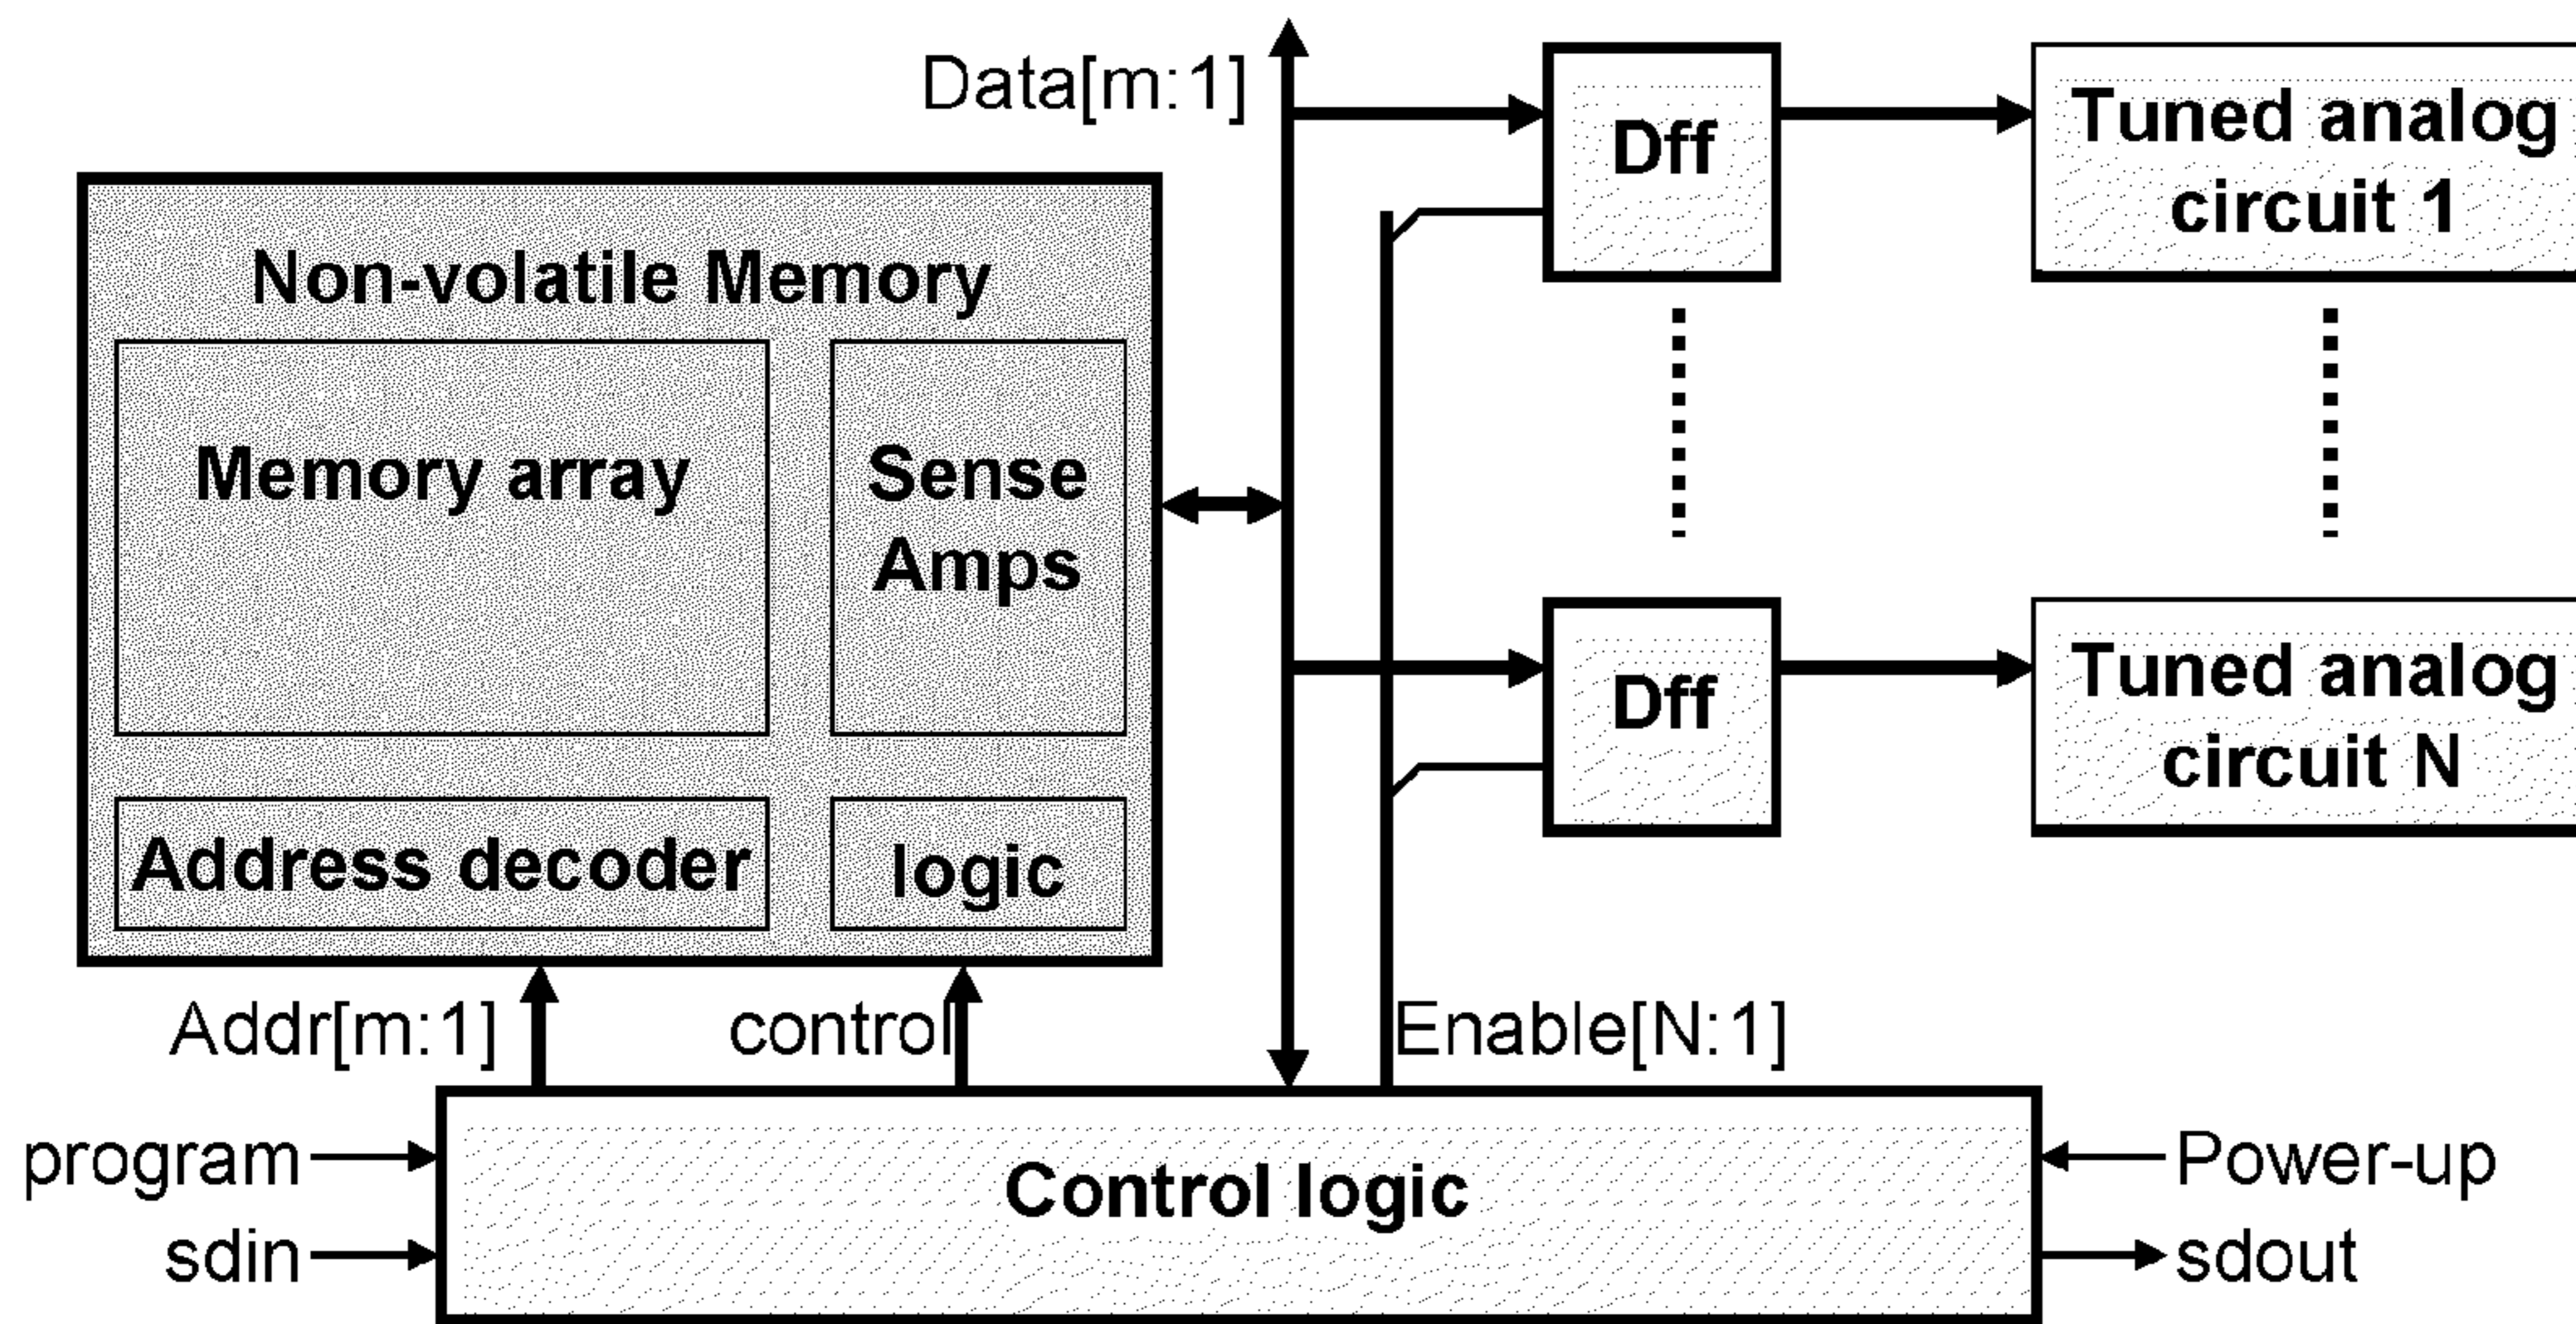 Data[m:1]
Dff
Tuned analog
circuit 1
Non-volatile Memory
Memory array
Sense
Amps
Dff
Tuned analog
circuit N
Address decoder
logic
Addr[m:1]
control
Enable[N:1]
program
Control logic
Power-up
sdin
sdout